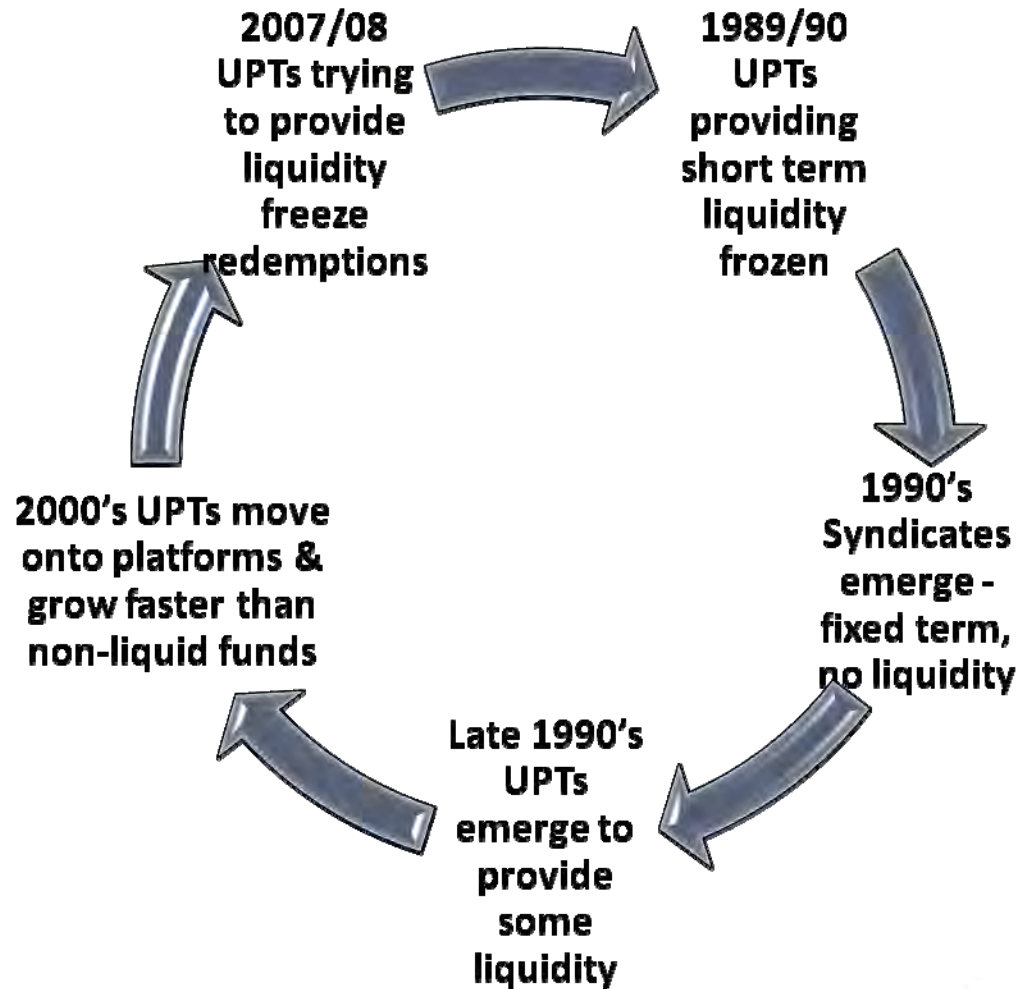 2007/08
UPTs trying
to provide
liquidity
freeze
redemptions
1989/90
UPTs
providing
short term
liquidity
frozen
1990's
Syndicates
emerge -
fixed term,
no liquidity
Late 1990's
UPTs
emerge to
provide
some
liquidity
2000's UPTs move
onto platforms &
grow faster than
non-liquid funds